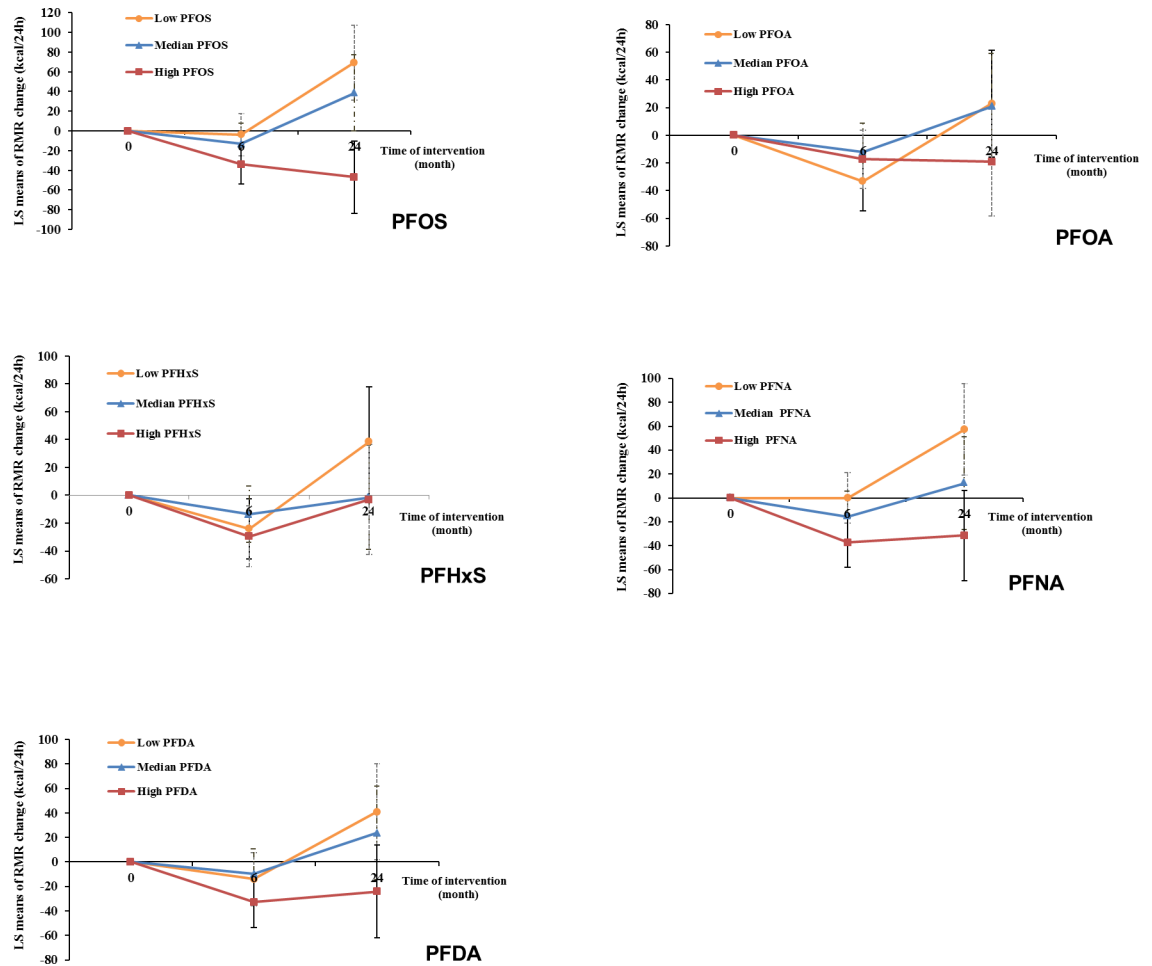 LS means of RMR change (kcal/24h)
120
100
80
60
40
20
0
-20
-40
-60
-80
-100
Low PFOS
Median PFOS
High PFOS
0
6
24
Time of intervention
(month)
PFOS
LS means of RMR change (kcal/24h)
80
60
40
20
0
-20
-40
-60
-80
Low PFOA
Median PFOA
High PFOA
0
6
24
Time of intervention
(month)
PFOA
LS means of RMR change (kcal/24h)
100
80
60
40
20
0
-20
-40
-60
Low PFHxS
Median PFHxS
High PFHxS
0
6
24
Time of intervention
(month)
PFHxS
LS means of RMR change (kcal/24h)
100
80
60
40
20
0
-20
-40
-60
-80
Low PFNA
Median PFNA
High PFNA
0
6
24
Time of intervention
(month)
PFNA
LS means of RMR change (kcal/24h)
100
80
60
40
20
0
-20
-40
-60
-80
Low PFDA
Median PFDA
High PFDA
0
6
24
Time of intervention
(month)
PFDA